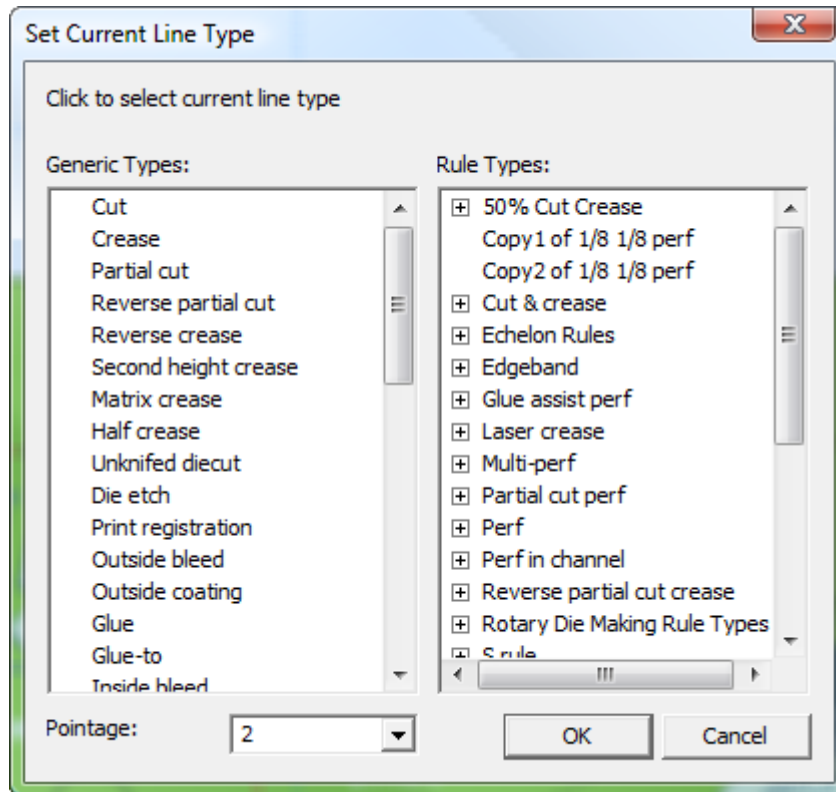 Set Current Line Type
Click to select current line type
Generic Types:
Cut
Crease
Partial cut
Reverse partial cut
Reverse crease
Second height crease
Matrix crease
Half crease
Unknifed diecut
Die etch
Print registration
Outside bleed
Outside coating
Glue
Glue-to
Inside bleed
Rule Types:
50% Cut Crease
Copy1 of 1/8 1/8 perf
Copy2 of 1/8 1/8 perf
Cut & crease
Echelon Rules
Edgeband
Glue assist perf
Laser crease
Multi-perf
Partial cut perf
Perf
Perf in channel
Reverse partial cut crease
Rotary Die Making Rule Types
S rule
Pointage:
2
OK
Cancel